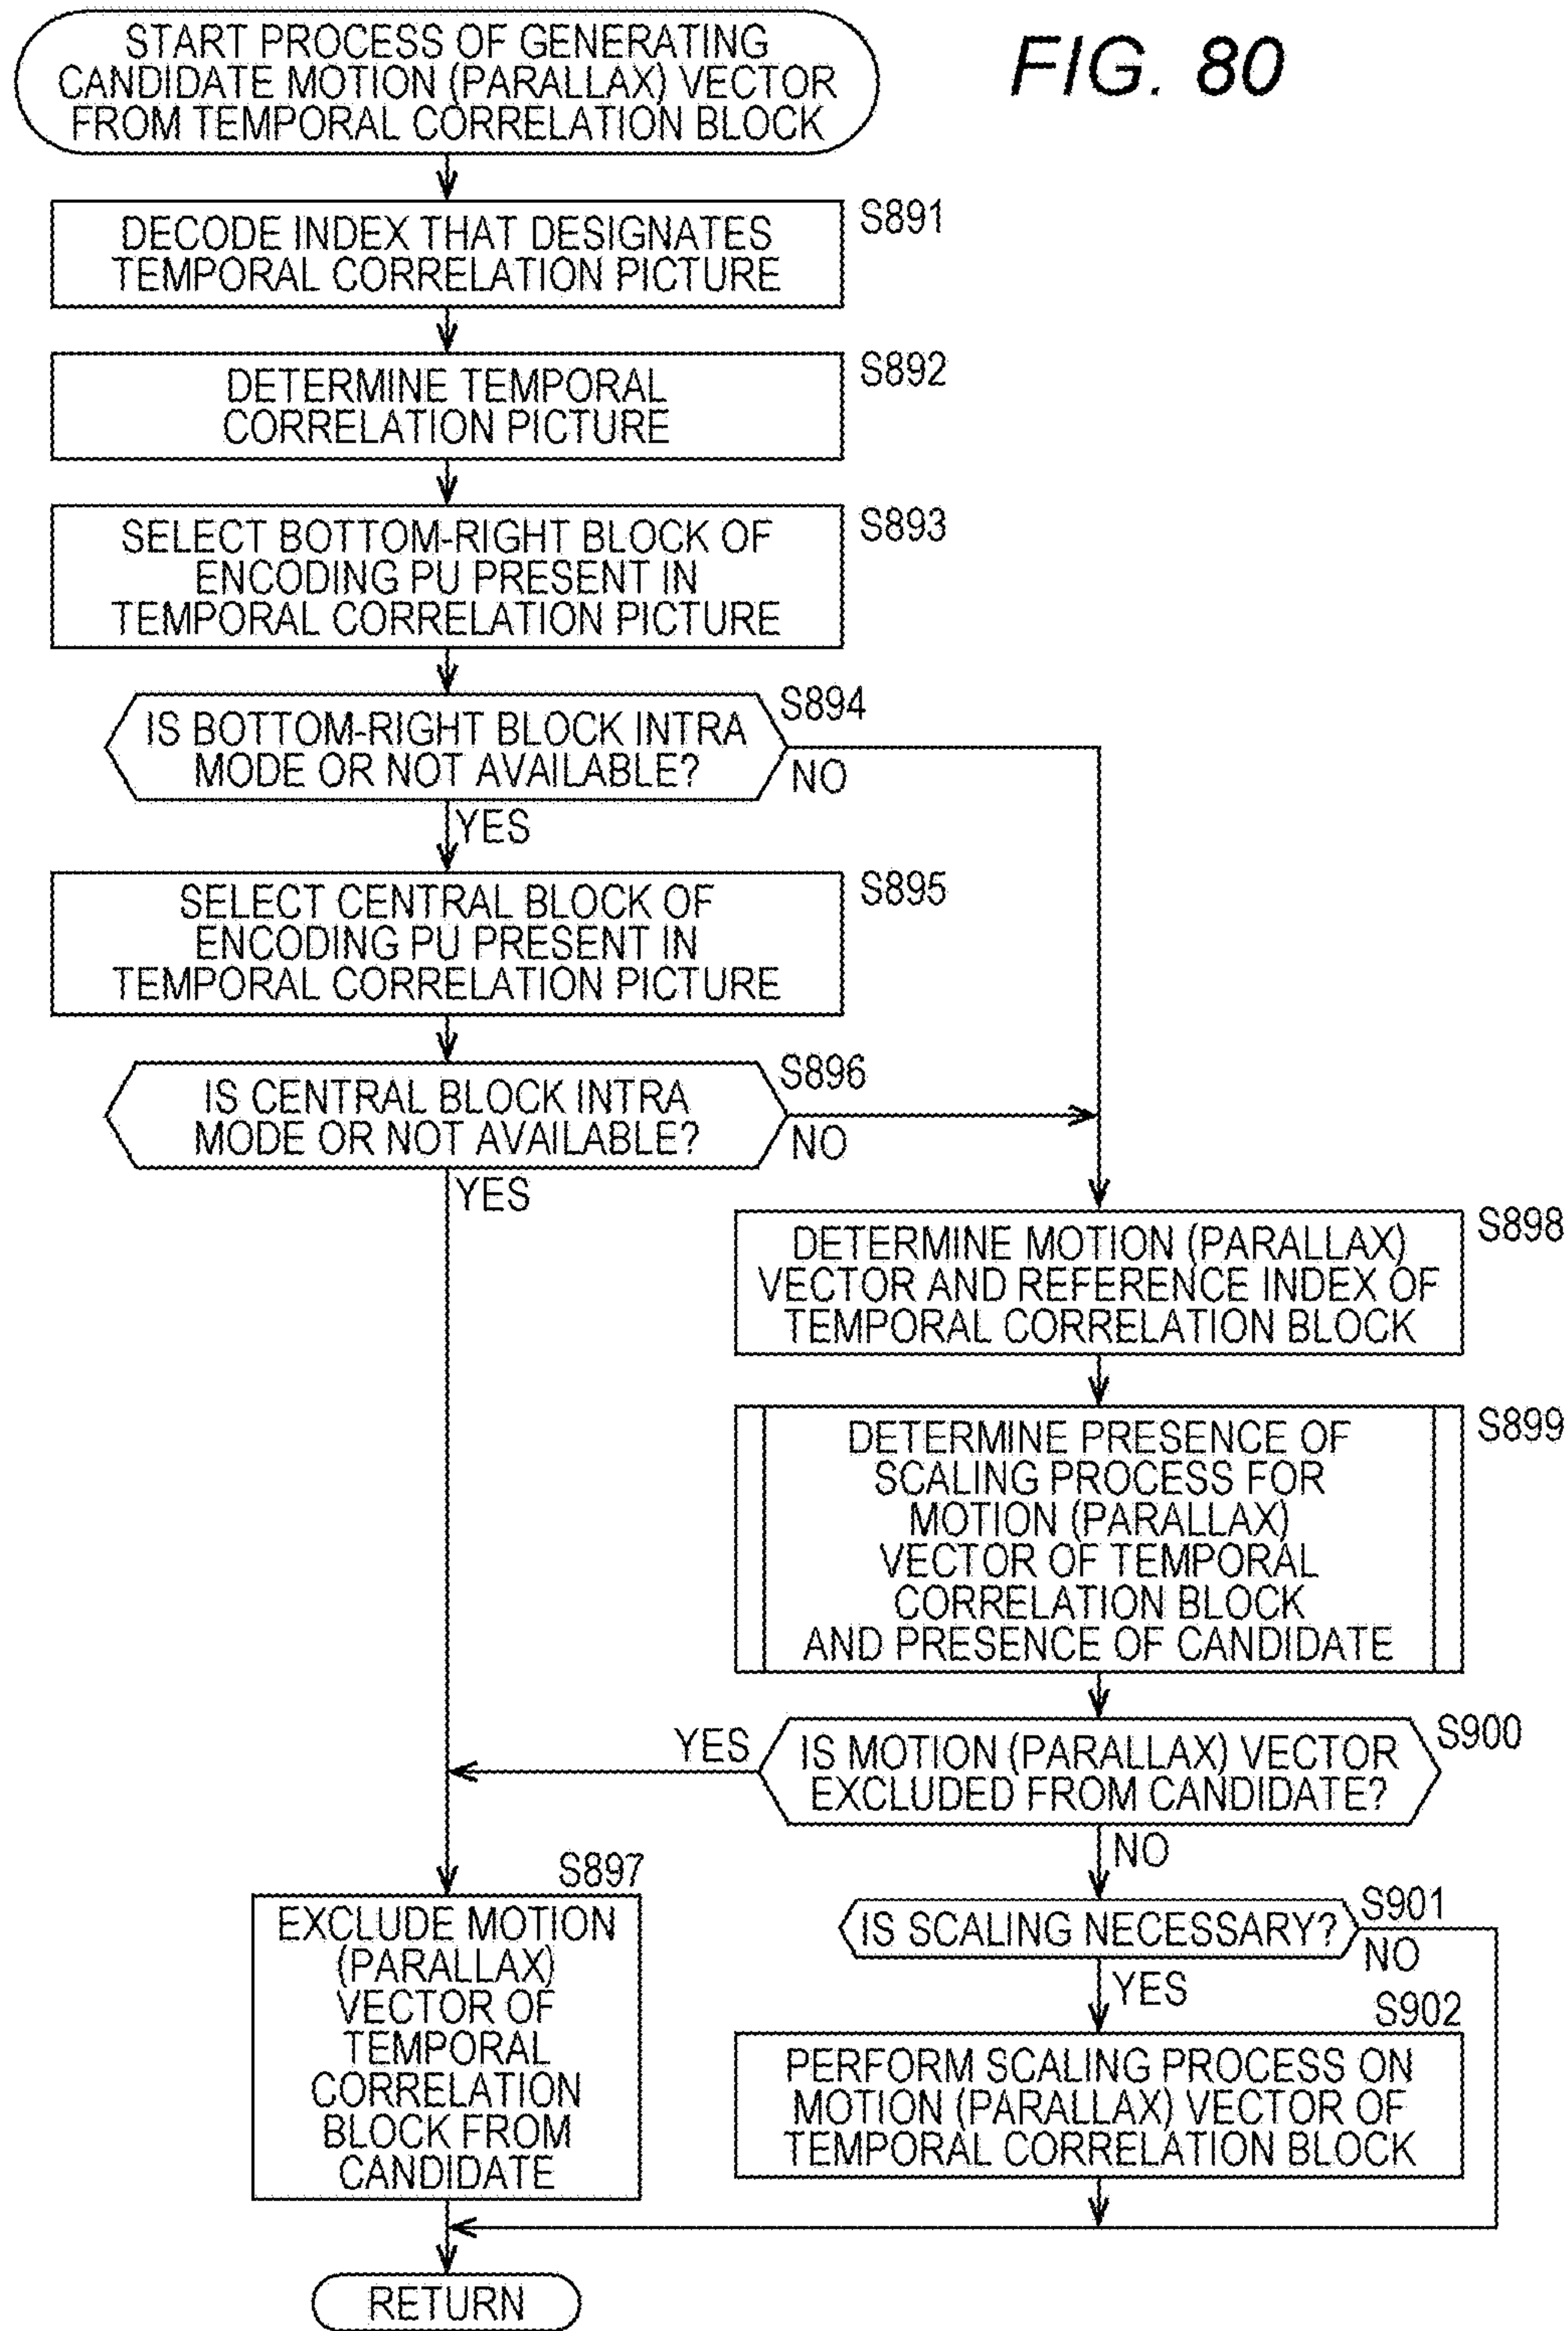 FIG. 80
START PROCESS OF GENERATING
CANDIDATE MOTION (PARALLAX) VECTOR
FROM TEMPORAL CORRELATION BLOCK
S891
DECODE INDEX THAT DESIGNATES
TEMPORAL CORRELATION PICTURE
S892
DETERMINE TEMPORAL
CORRELATION PICTURE
S893
SELECT BOTTOM-RIGHT BLOCK OF
ENCODING PU PRESENT IN
TEMPORAL CORRELATION PICTURE
S894
IS BOTTOM-RIGHT BLOCK INTRA
MODE OR NOT AVAILABLE?
NO
YES
S895
SELECT CENTRAL BLOCK OF
ENCODING PU PRESENT IN
TEMPORAL CORRELATION PICTURE
S896
IS CENTRAL BLOCK INTRA
MODE OR NOT AVAILABLE?
NO
YES
S898
DETERMINE MOTION (PARALLAX)
VECTOR AND REFERENCE INDEX OF
TEMPORAL CORRELATION BLOCK
S899
DETERMINE PRESENCE OF
SCALING PROCESS FOR
MOTION (PARALLAX)
VECTOR OF TEMPORAL
CORRELATION BLOCK
AND PRESENCE OF CANDIDATE
S900
YES
IS MOTION (PARALLAX) VECTOR
EXCLUDED FROM CANDIDATE?
NO
S897
EXCLUDE MOTION
(PARALLAX)
VECTOR OF
TEMPORAL
CORRELATION
BLOCK FROM
CANDIDATE
S901
IS SCALING NECESSARY?
NO
YES
S902
PERFORM SCALING PROCESS ON
MOTION (PARALLAX) VECTOR OF
TEMPORAL CORRELATION BLOCK
RETURN